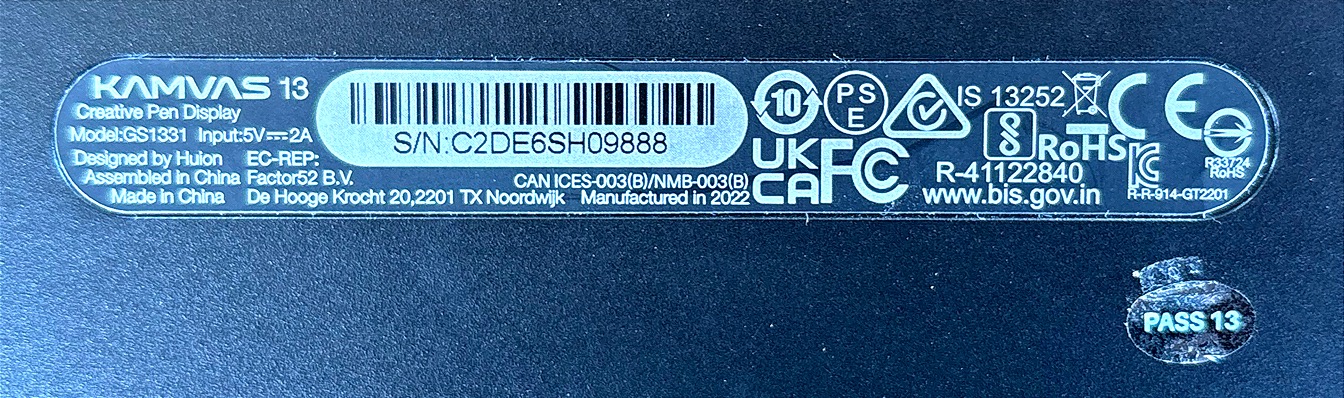 KAMVAS 13
Creative Pen Display
Model:GS1331 Input:5V⎓2A
Designed by Huion EC-REP:
Assembled in China Factor52 B.V.
Made in China De Hooge Krocht 20,2201 TX Noordwijk
S/N:C2DE6SH09888
CAN ICES-003(B)/NMB-003(B)
Manufactured in 2022
10
PS
E
UK
CA
FC
IS 13252
RoHS
R-41122840
www.bis.gov.in
CE
R33724
RoHS
R-R-914-GT2201
PASS 13